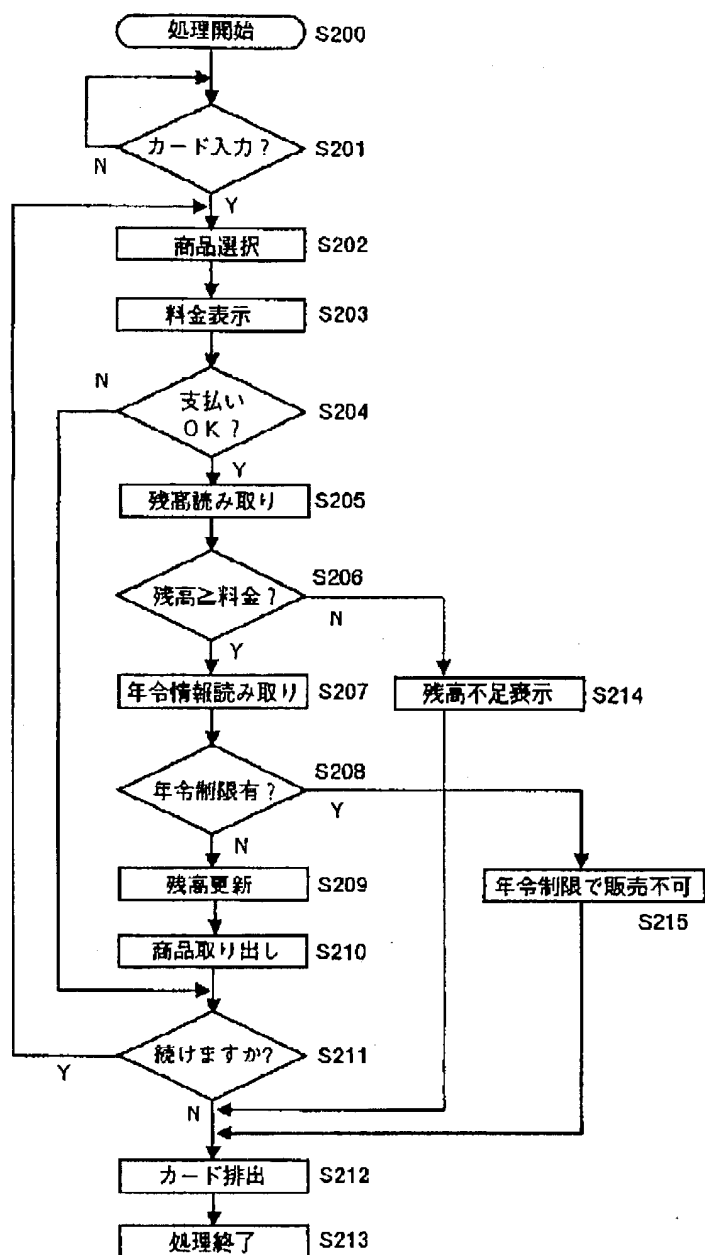 処理開始 S200
カード入力? S201
N
Y
商品選択 S202
料金表示 S203
N
支払い
OK? S204
Y
残高読み取り S205
残高≧料金? S206
N
Y
年令情報読み取り S207
残高不足表示 S214
年令制限有? S208
Y
N
残高更新 S209
年令制限で販売不可
S215
商品取り出し S210
続けますか? S211
Y
N
カード排出 S212
処理終了 S213